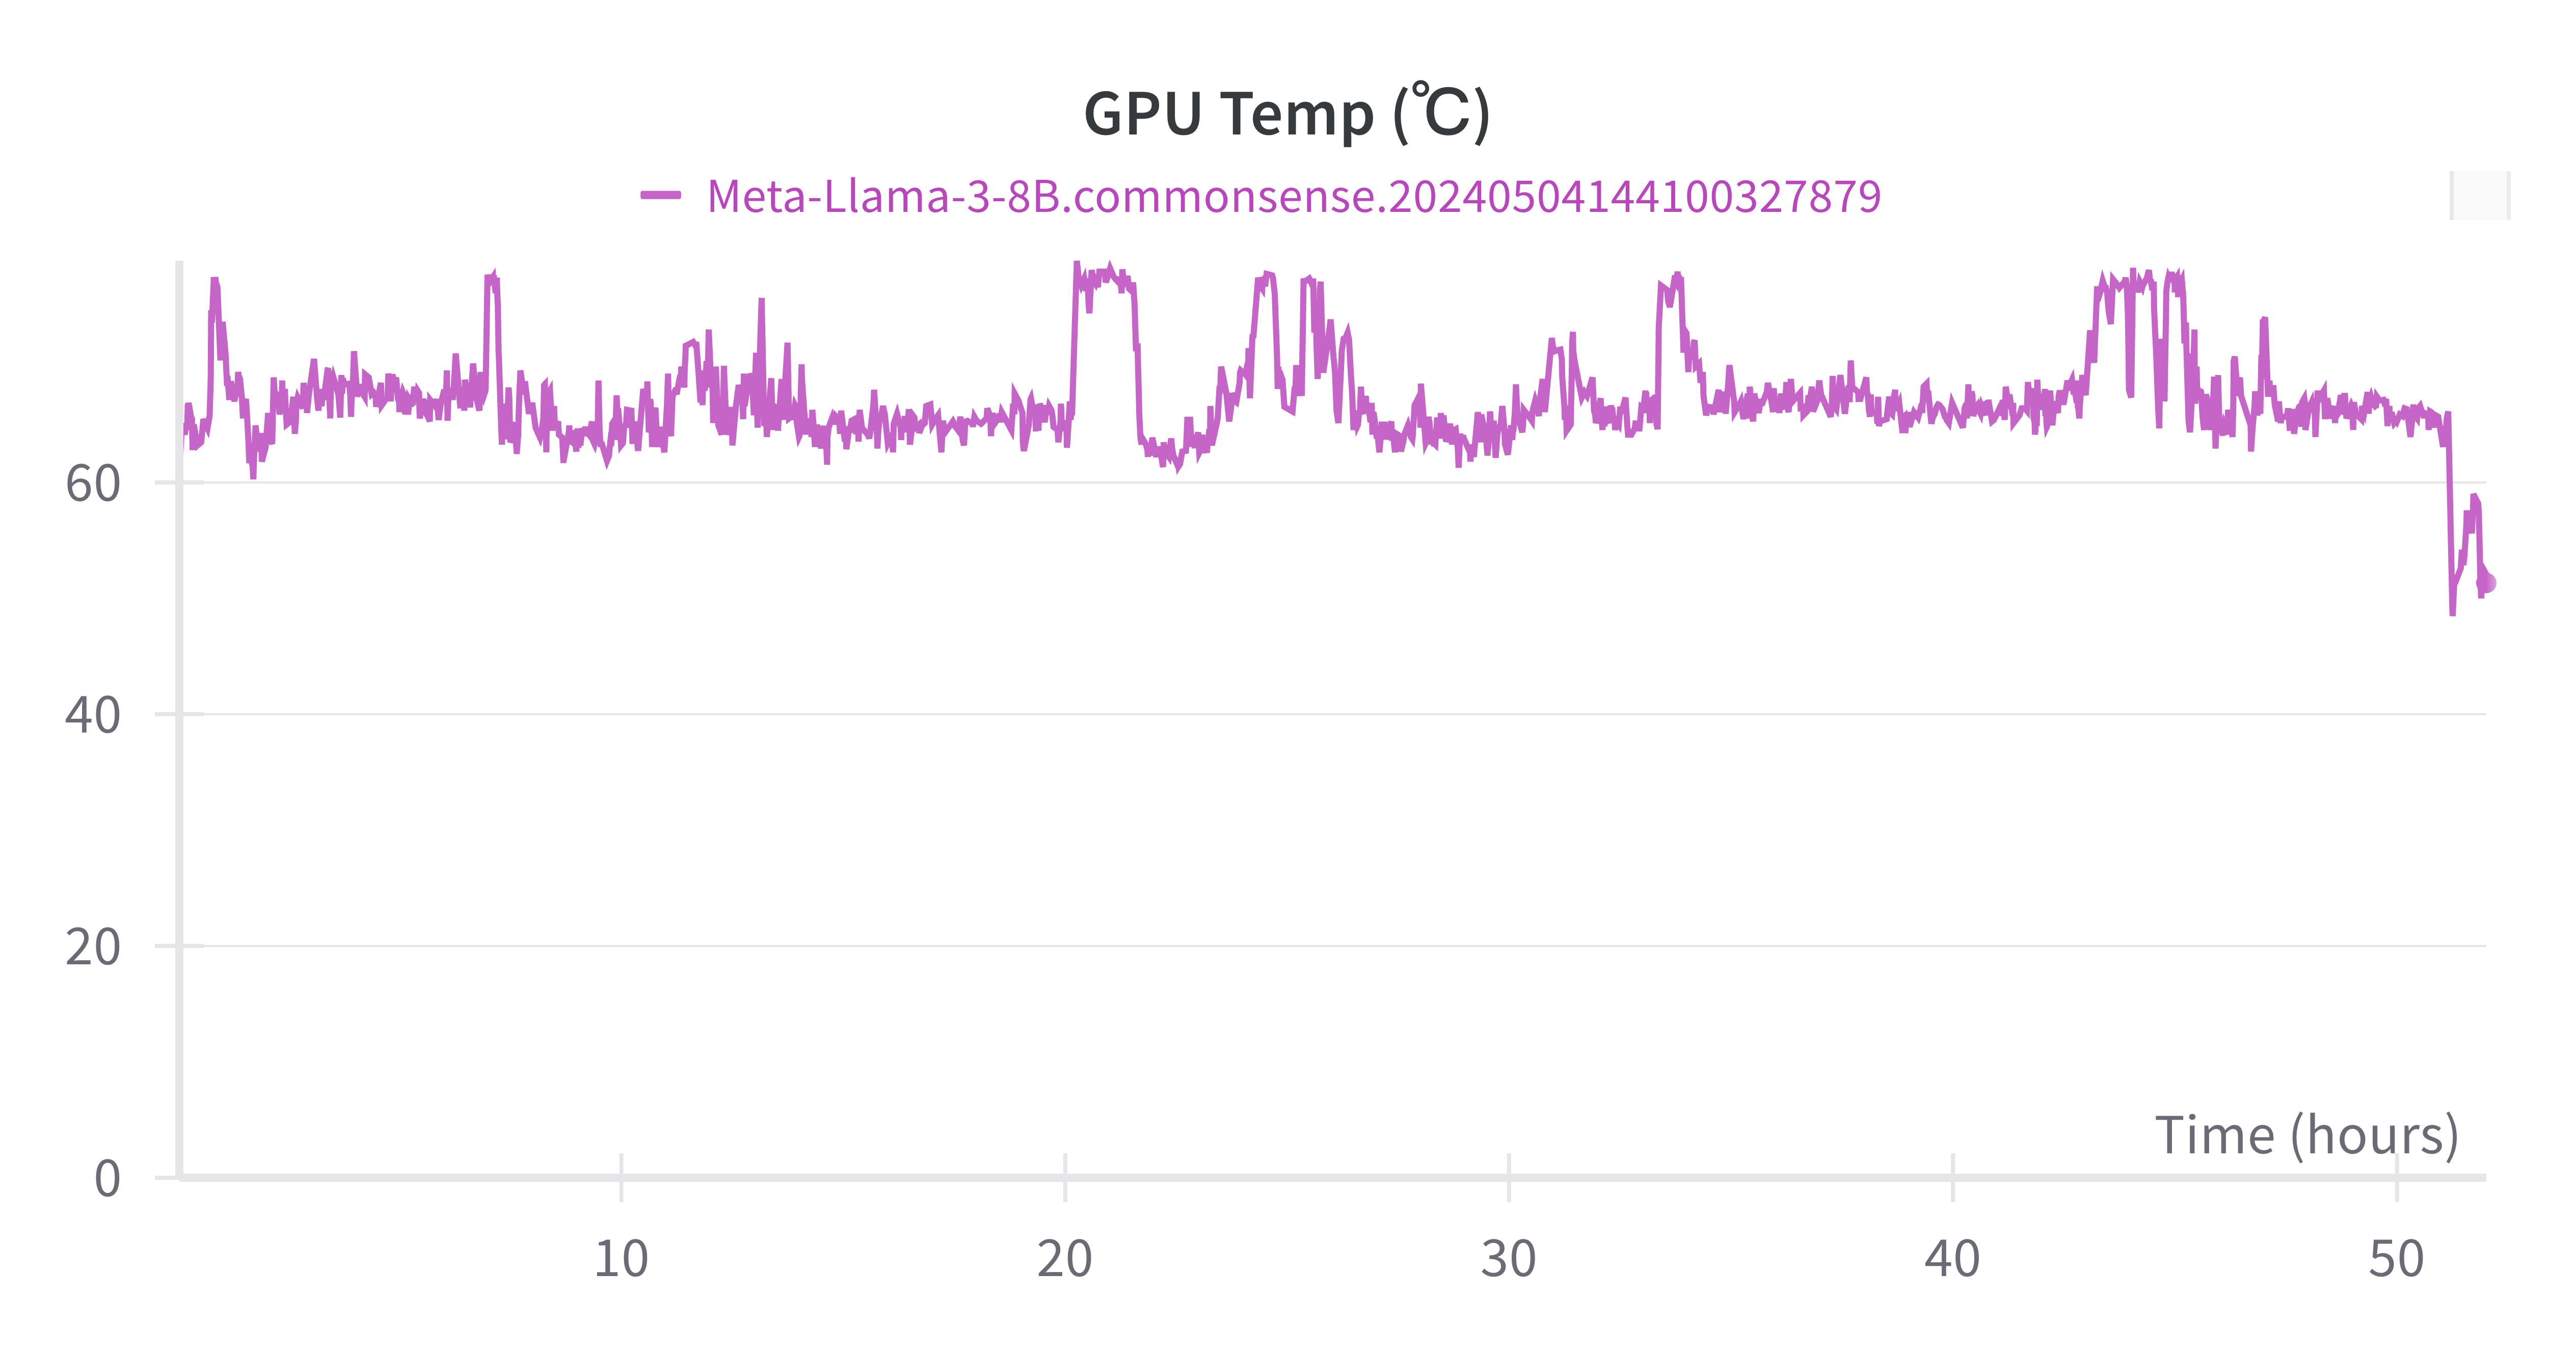 GPU Temp (℃)
Meta-Llama-3-8B.commonsense.20240504144100327879
60
40
20
0
Time (hours)
10 20 30 40 50